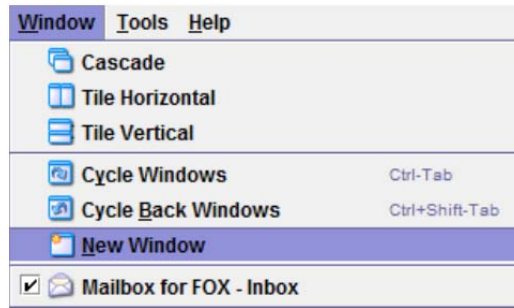 Window Tools Help
Cascade
Tile Horizontal
Tile Vertical
Cycle Windows Ctrl-Tab
Cycle Back Windows Ctrl+Shift-Tab
New Window
Mailbox for FOX - Inbox